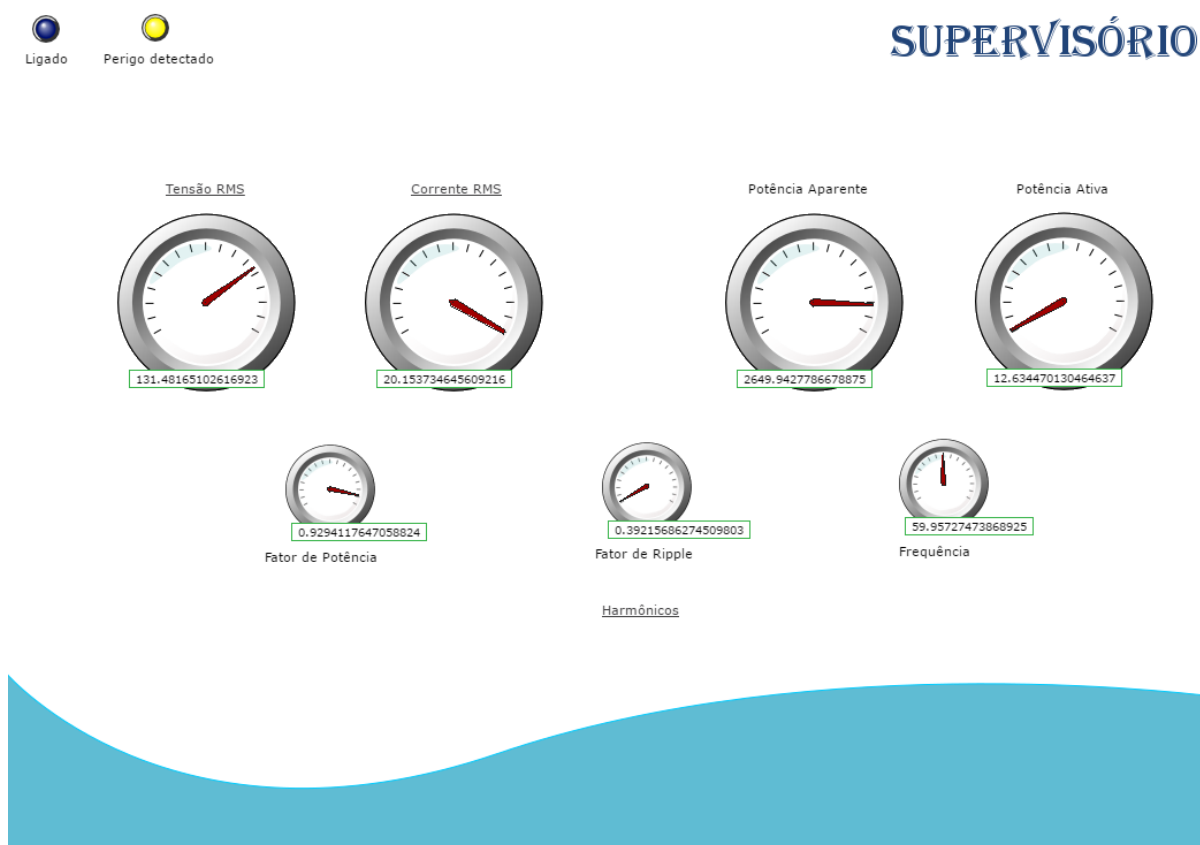 SUPERVISÓRIO
Ligado
Perigo detectado
Tensão RMS
Corrente RMS
Potência Aparente
Potência Ativa
131.48165102616923
20.153734645609216
2649.9427786678875
12.634470130464637
0.9294117647058824
0.39215686274509803
59.95727473868925
Fator de Potência
Fator de Ripple
Frequência
Harmônicos